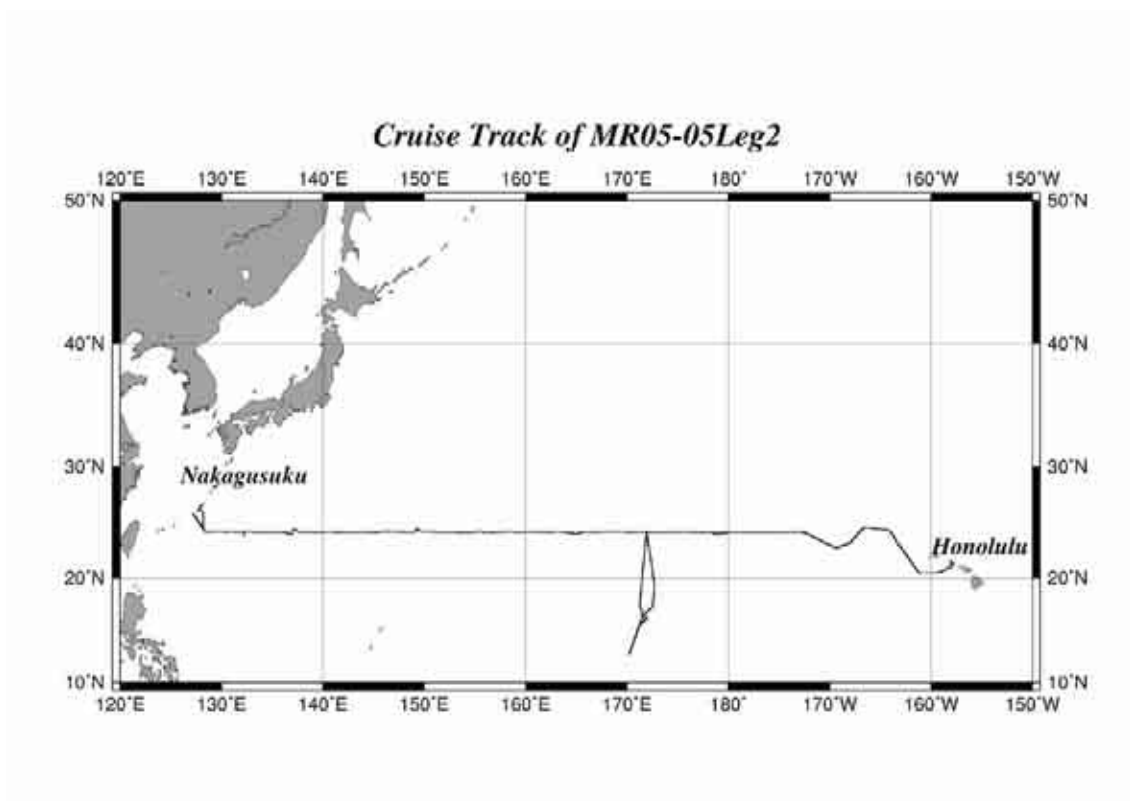 Cruise Track of MR05-05Leg2
120°E 130°E 140°E 150°E 160°E 170°E 180° 170°W 160°W 150°W
50°N 50°N
40°N 40°N
30°N 30°N
Nakagusuku
Honolulu
20°N 20°N
10°N 10°N
120°E 130°E 140°E 150°E 160°E 170°E 180° 170°W 160°W 150°W